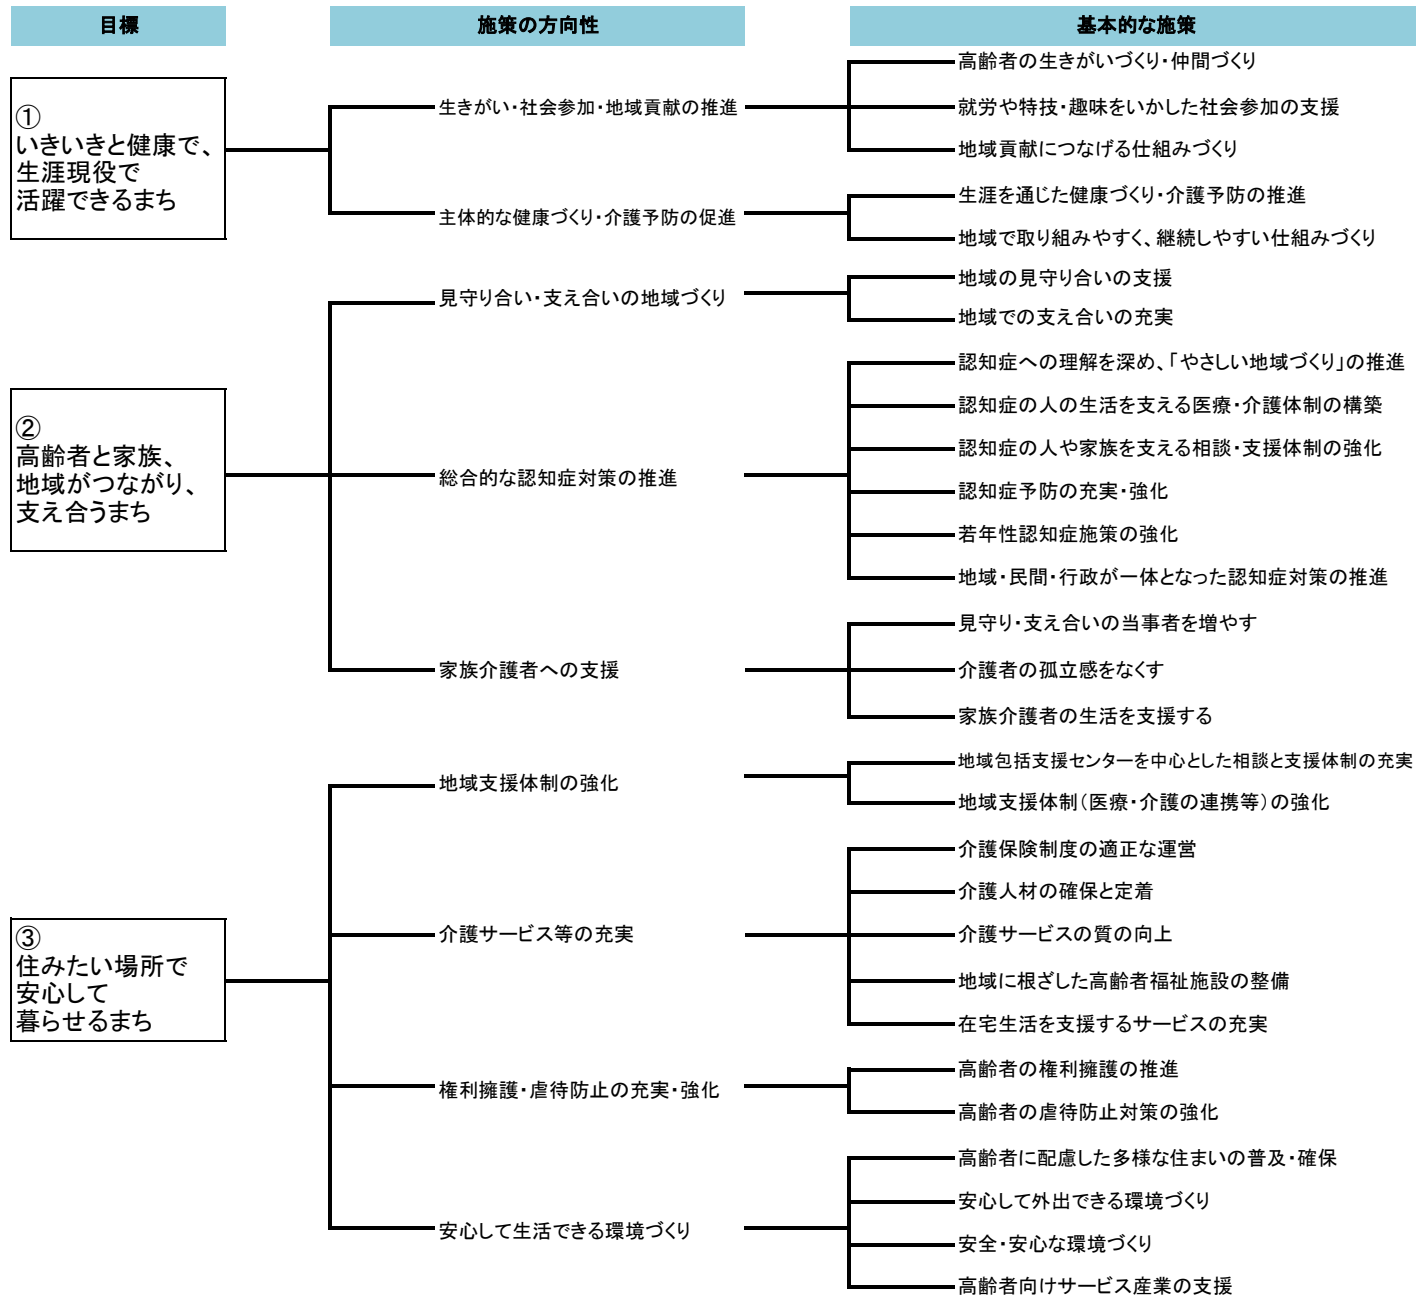 目標
施策の方向性
基本的な施策
①
いきいきと健康で、
生涯現役で
活躍できるまち
生きがい・社会参加・地域貢献の推進
高齢者の生きがいづくり・仲間づくり
就労や特技・趣味をいかした社会参加の支援
地域貢献につなげる仕組みづくり
主体的な健康づくり・介護予防の促進
生涯を通じた健康づくり・介護予防の推進
地域で取り組みやすく、継続しやすい仕組みづくり
②
高齢者と家族、
地域がつながり、
支え合うまち
見守り合い・支え合いの地域づくり
地域の見守り合いの支援
地域での支え合いの充実
総合的な認知症対策の推進
認知症への理解を深め、「やさしい地域づくり」の推進
認知症の人の生活を支える医療・介護体制の構築
認知症の人や家族を支える相談・支援体制の強化
認知症予防の充実・強化
若年性認知症施策の強化
地域・民間・行政が一体となった認知症対策の推進
家族介護者への支援
見守り・支え合いの当事者を増やす
介護者の孤立感をなくす
家族介護者の生活を支援する
③
住みたい場所で
安心して
暮らせるまち
地域支援体制の強化
地域包括支援センターを中心とした相談と支援体制の充実
地域支援体制（医療・介護の連携等）の強化
介護サービス等の充実
介護保険制度の適正な運営
介護人材の確保と定着
介護サービスの質の向上
地域に根ざした高齢者福祉施設の整備
在宅生活を支援するサービスの充実
権利擁護・虐待防止の充実・強化
高齢者の権利擁護の推進
高齢者の虐待防止対策の強化
安心して生活できる環境づくり
高齢者に配慮した多様な住まいの普及・確保
安心して外出できる環境づくり
安全・安心な環境づくり
高齢者向けサービス産業の支援